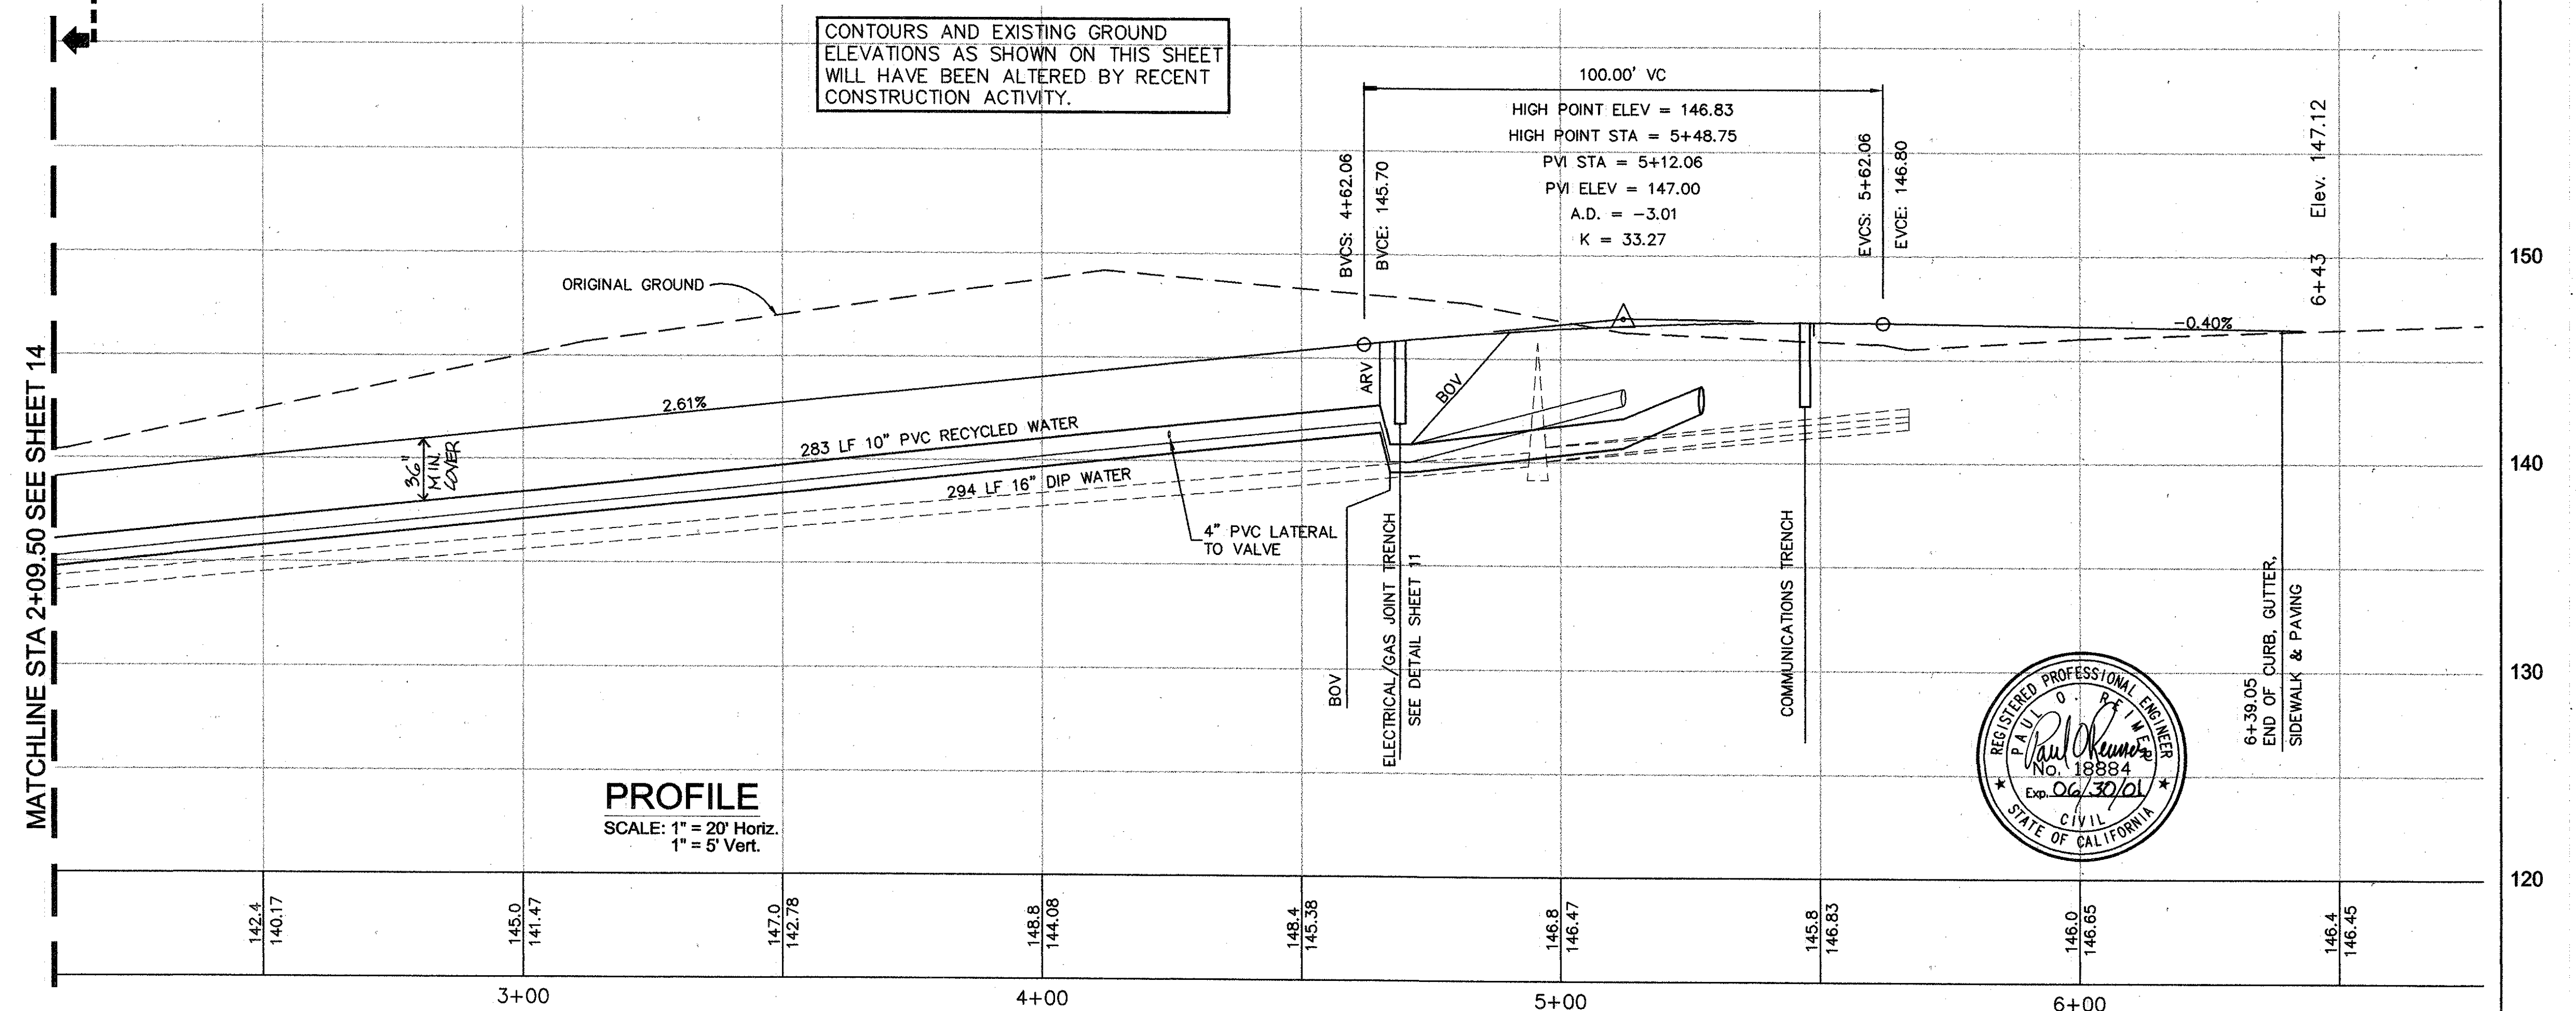 CONTOURS AND EXISTING GROUND
ELEVATIONS AS SHOWN ON THIS SHEET
WILL HAVE BEEN ALTERED BY RECENT
CONSTRUCTION ACTIVITY.
100.00' VC
HIGH POINT ELEV = 146.83
HIGH POINT STA = 5+48.75
PVI STA = 5+12.06
PVI ELEV = 147.00
A.D. = -3.01
K = 33.27
BVCS: 4+62.06
BVCE: 145.70
EVCS: 5+62.06
EVCE: 146.80
6+43 Elev. 147.12
150
ORIGINAL GROUND
-0.40%
MATCHLINE STA 2+09.50 SEE SHEET 14
2.61%
ARV
BOV
36"
MIN.
COVER
283 LF 10" PVC RECYCLED WATER
294 LF 16" DIP WATER
140
4" PVC LATERAL
TO VALVE
BOV
ELECTRICAL/GAS JOINT TRENCH
SEE DETAIL SHEET 11
COMMUNICATIONS TRENCH
6+39.05
END OF CURB, GUTTER,
SIDEWALK & PAVING
130
REGISTERED PROFESSIONAL ENGINEER
PAUL O. REIMER
No. 18884
Exp. 06/30/01
CIVIL
STATE OF CALIFORNIA
PROFILE
SCALE: 1" = 20' Horiz.
1" = 5' Vert.
120
142.4
140.17
145.0
141.47
147.0
142.78
148.8
144.08
148.4
145.38
146.8
146.47
145.8
146.83
146.0
146.65
146.4
146.45
3+00
4+00
5+00
6+00